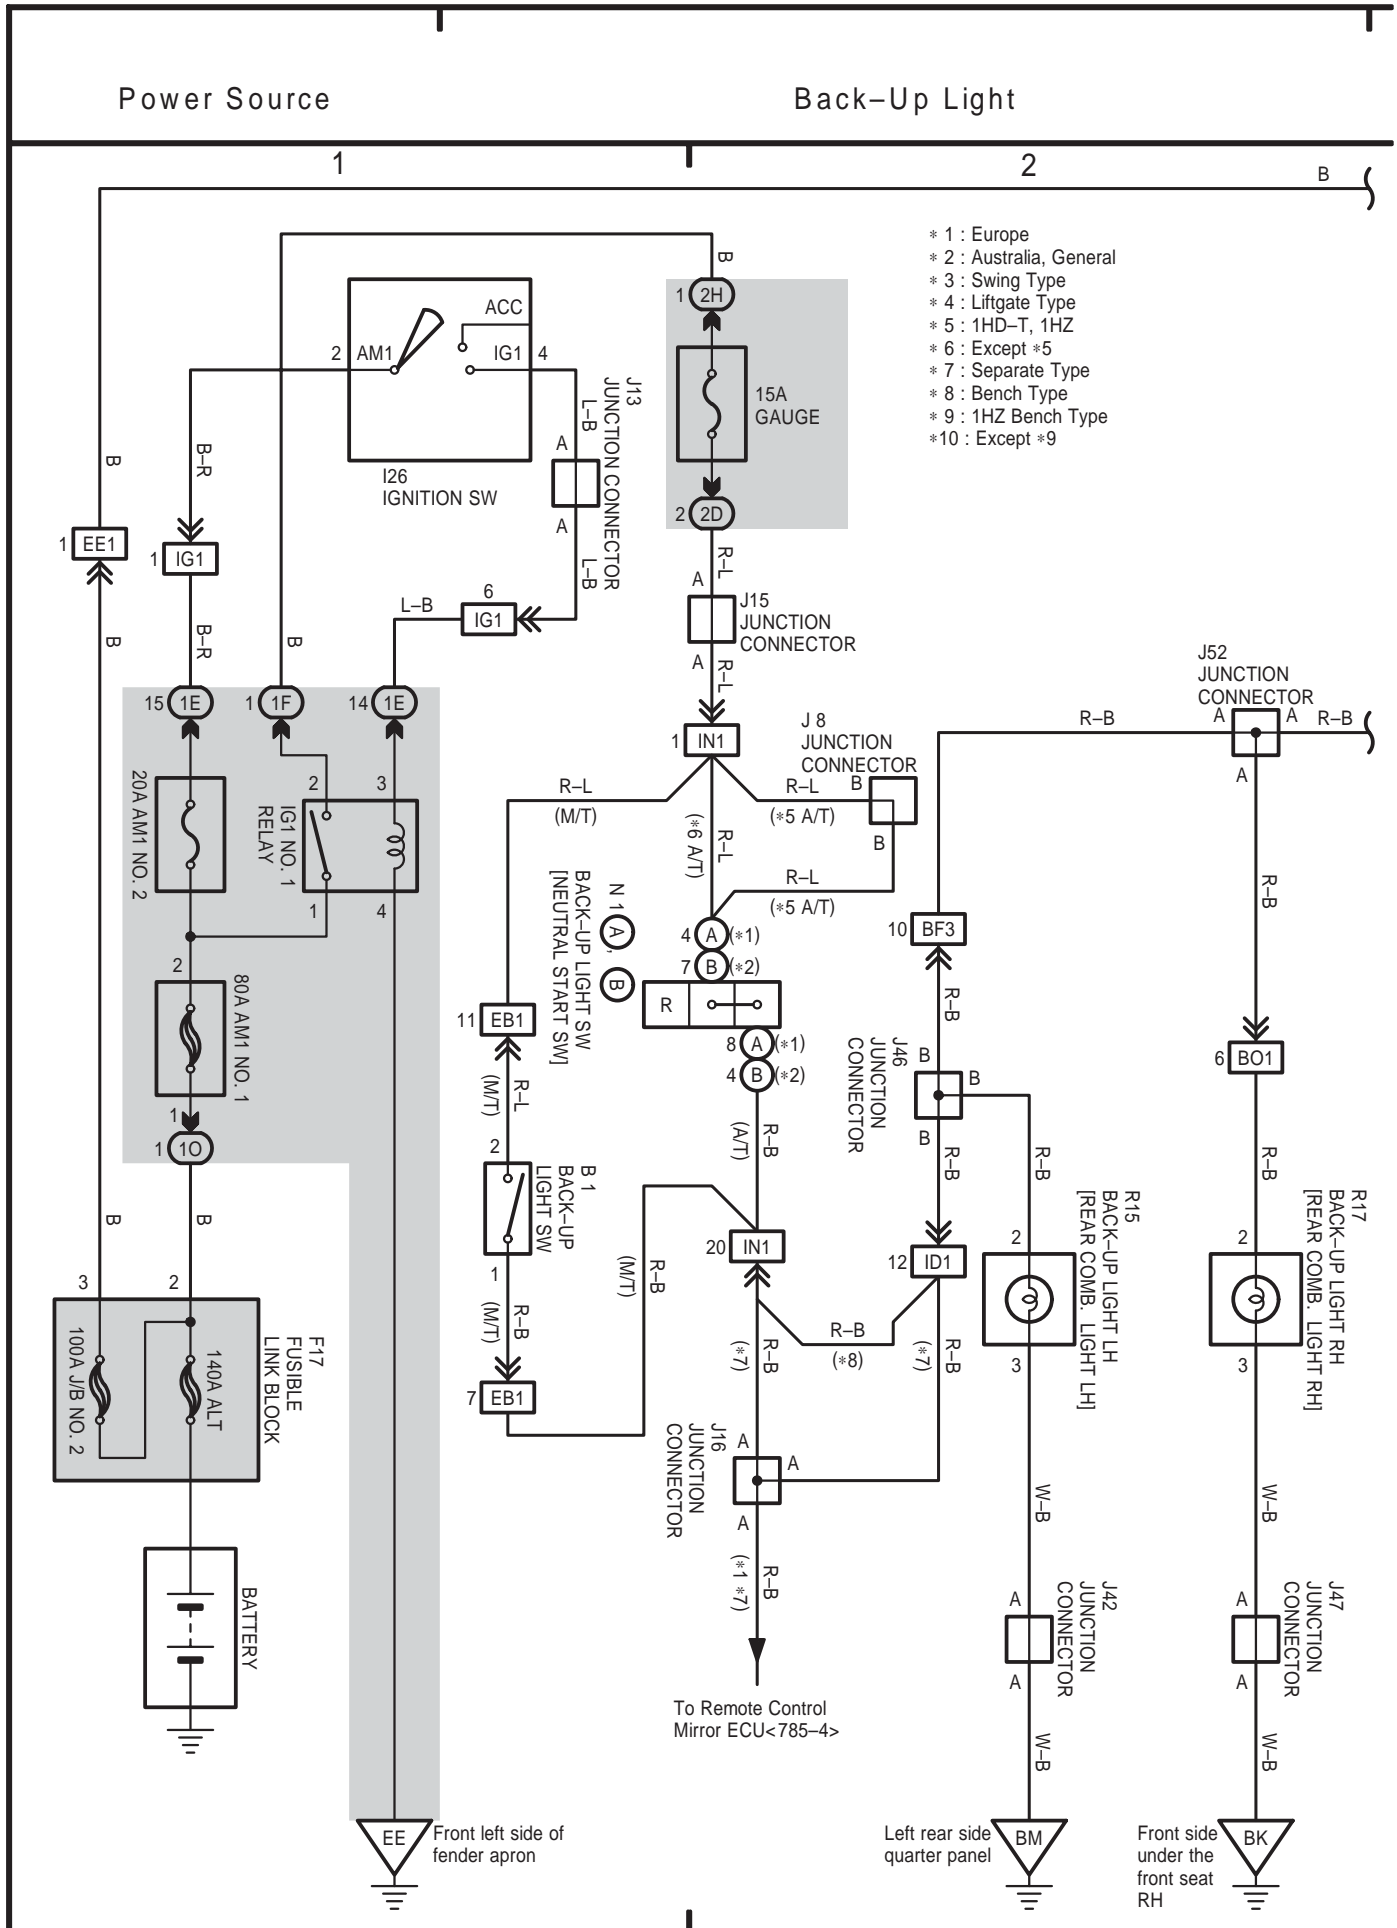 Power Source
Back–Up Light
1
2
B
∗ 1 : Europe
∗ 2 : Australia, General
∗ 3 : Swing Type
∗ 4 : Liftgate Type
∗ 5 : 1HD–T, 1HZ
∗ 6 : Except ∗5
∗ 7 : Separate Type
∗ 8 : Bench Type
∗ 9 : 1HZ Bench Type
∗10 : Except ∗9
B
1 2H
15A
GAUGE
2 2D
ACC
2 AM1
IG1 4
I26
IGNITION SW
L–B
J13
JUNCTION CONNECTOR
A
A
L–B
B
B–R
1 EE1
1 IG1
B
B–R
B
L–B
6
IG1
R–L
A
J15
JUNCTION
CONNECTOR
A
R–L
15 1E
1 1F
14 1E
1 IN1
J 8
JUNCTION
CONNECTOR
J52
JUNCTION
CONNECTOR
R–B
A
A
R–B
A
20A AM1 NO. 2
2
3
IG1 NO. 1
RELAY
1
4
R–L
(M/T)
R–L
(∗6 A/T)
R–L
(∗5 A/T)
B
B
R–L
(∗5 A/T)
R–B
N 1 A , B
BACK–UP LIGHT SW
[NEUTRAL START SW]
4 A (∗1)
7 B (∗2)
R
8 A (∗1)
4 B (∗2)
10 BF3
R–B
2
80A AM1 NO. 1
1
1 1O
11 EB1
R–L
(M/T)
2
B 1
BACK–UP
LIGHT SW
1
R–B
(M/T)
7 EB1
J46
JUNCTION
CONNECTOR
B
B
B
R–B
R–B
6 BO1
R–B
R–B
(A/T)
R–B
(M/T)
20 IN1
12 ID1
R–B
(∗7)
R–B
(∗8)
R–B
(∗7)
R15
BACK–UP LIGHT LH
[REAR COMB. LIGHT LH]
2
3
R17
BACK–UP LIGHT RH
[REAR COMB. LIGHT RH]
2
3
B
B
3
2
F17
FUSIBLE
LINK BLOCK
140A ALT
100A J/B NO. 2
J16
JUNCTION
CONNECTOR
A
A
A
R–B
(∗1 ∗7)
W–B
W–B
BATTERY
J42
JUNCTION
CONNECTOR
A
A
J47
JUNCTION
CONNECTOR
A
A
To Remote Control
Mirror ECU<785–4>
W–B
W–B
EE
Front left side of
fender apron
Left rear side
quarter panel
BM
Front side
under the
front seat
RH
BK